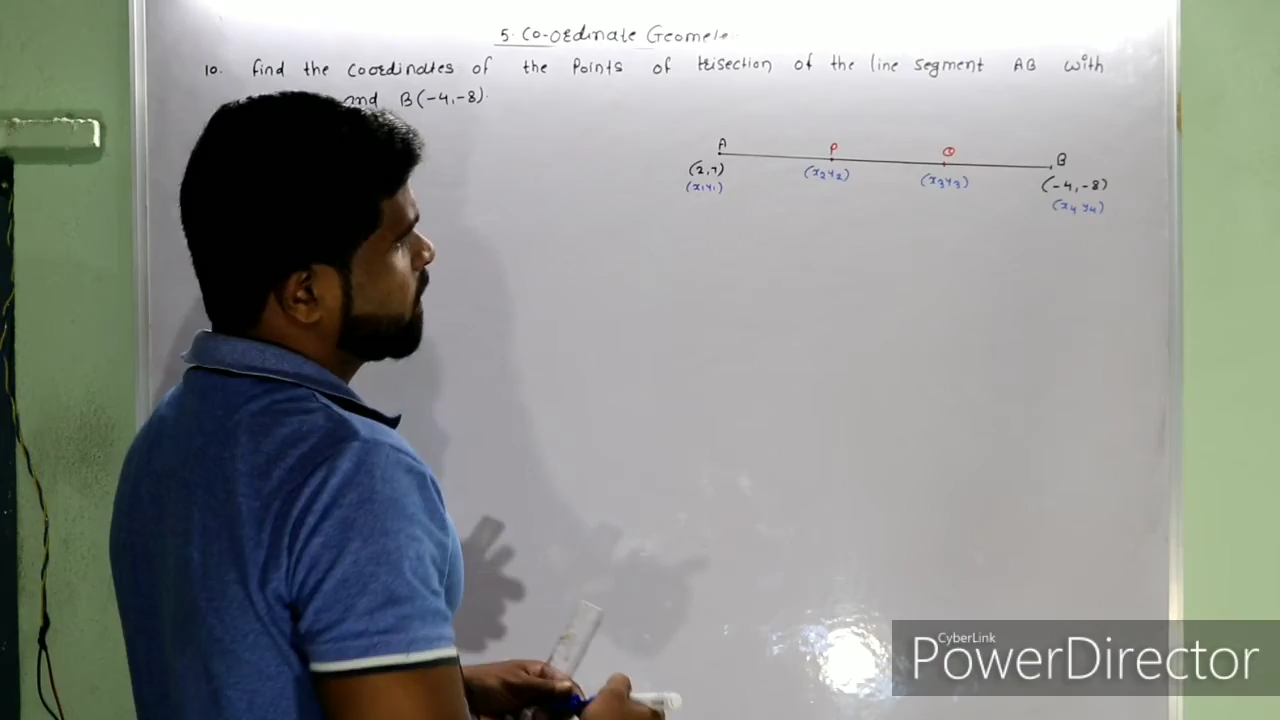 5. Co-ordinate Geomete
10. Find the coordinates of the Points of trisection of the line segment AB with
and B(-4,-8).
A P Q B
(2,7) (x2y2) (x3y3) (-4,-8)
(x1y1) (x4 y4)
CyberLink
PowerDirector